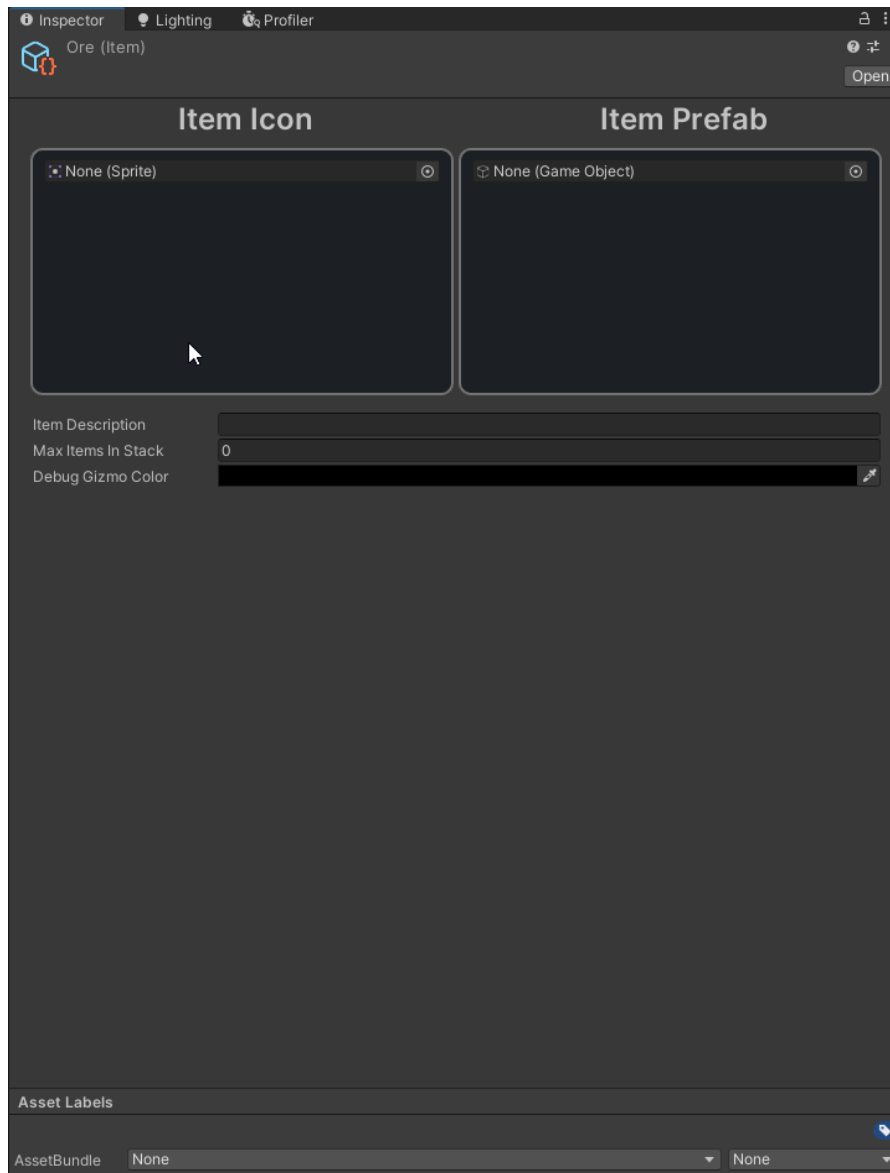 Inspector Lighting Profiler
Ore (Item)
Open
Item Icon Item Prefab
None (Sprite) None (Game Object)
Item Description
Max Items In Stack 0
Debug Gizmo Color
Asset Labels
AssetBundle None None